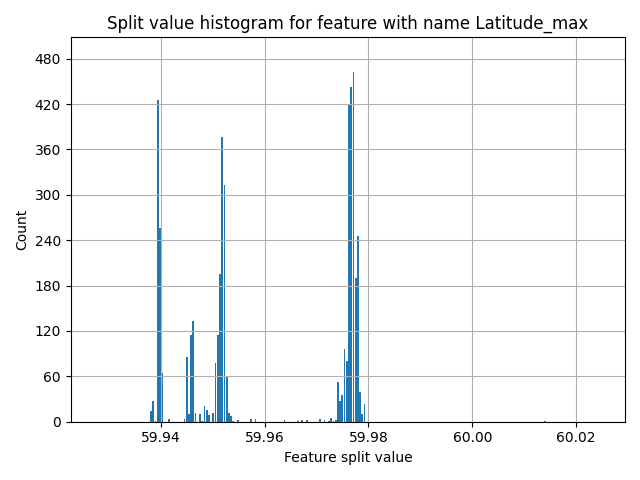 Split value histogram for feature with name Latitude_max
480
420
360
300
240
180
120
60
0
Count
59.94 59.96 59.98 60.00 60.02
Feature split value